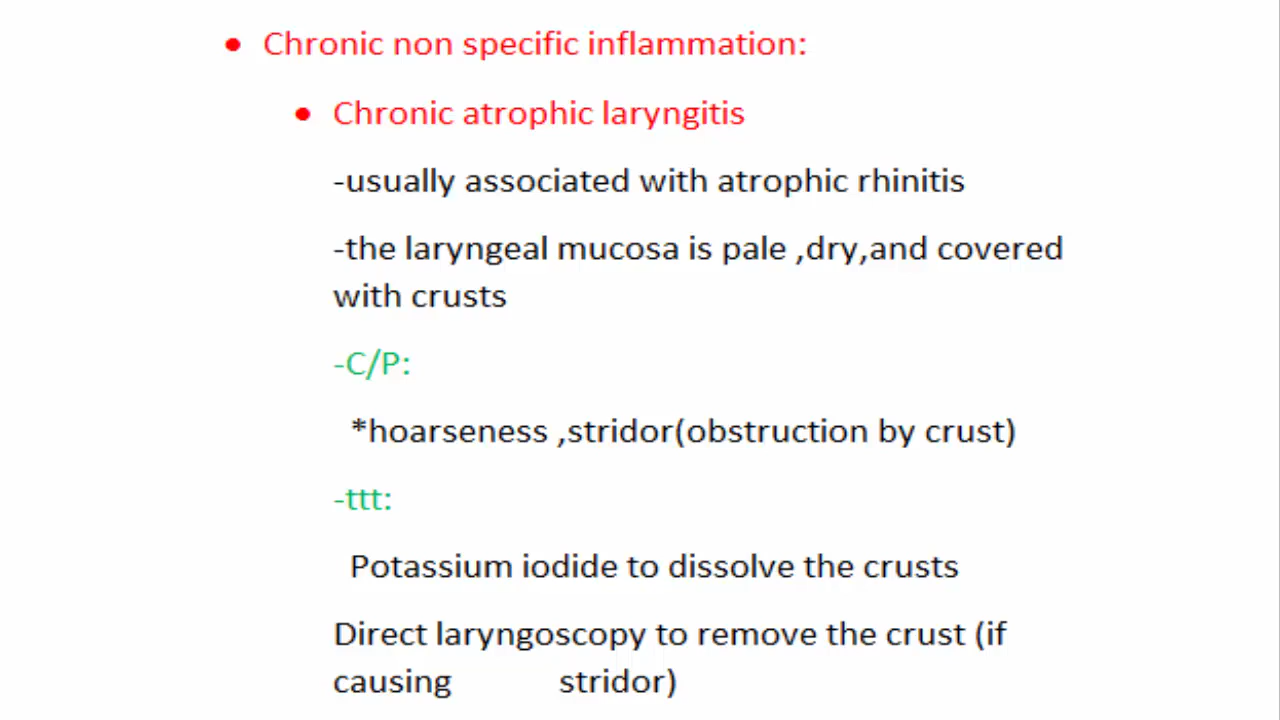 • Chronic non specific inflammation:
• Chronic atrophic laryngitis
-usually associated with atrophic rhinitis
-the laryngeal mucosa is pale ,dry,and covered
with crusts
-C/P:
*hoarseness ,stridor(obstruction by crust)
-ttt:
Potassium iodide to dissolve the crusts
Direct laryngoscopy to remove the crust (if
causing stridor)